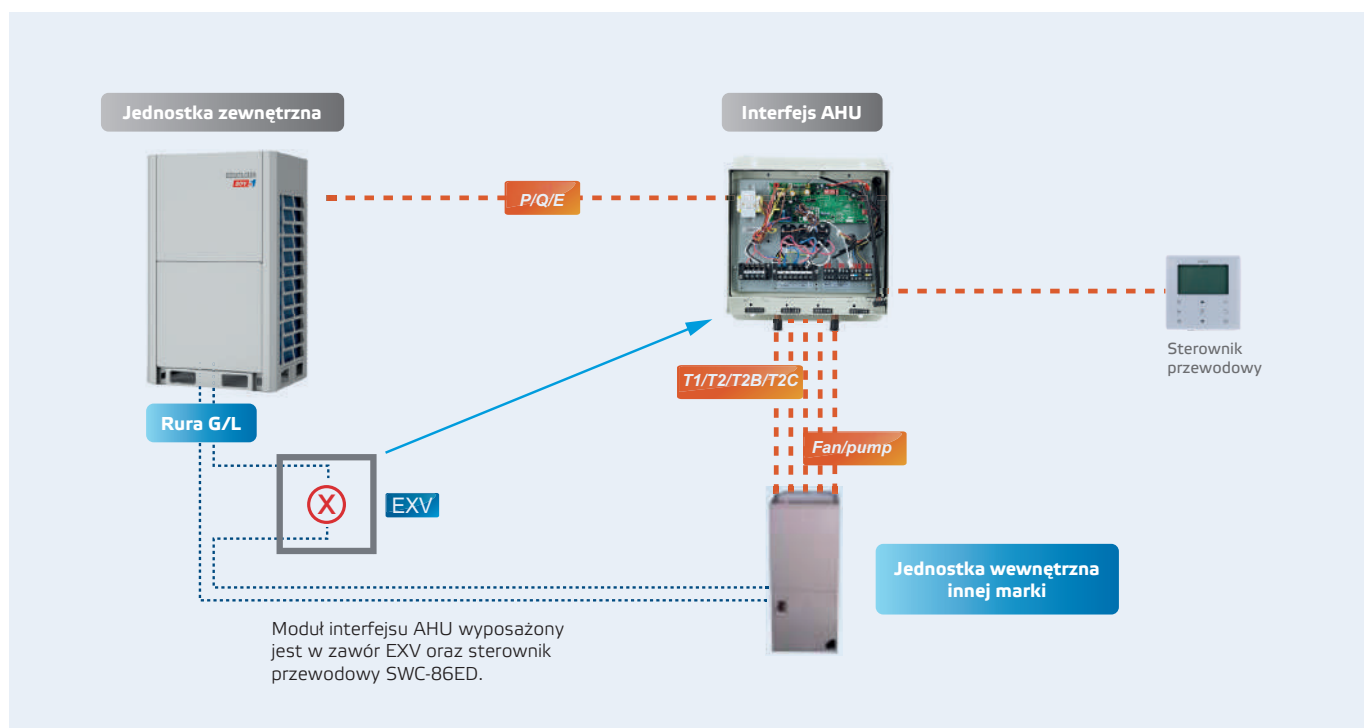 Jednostka zewnętrzna
Interfejs AHU
P/Q/E
Sterownik
przewodowy
T1/T2/T2B/T2C
Rura G/L
Fan/pump
X
EXV
Jednostka wewnętrzna
innej marki
Moduł interfejsu AHU wyposażony
jest w zawór EXV oraz sterownik
przewodowy SWC-86ED.